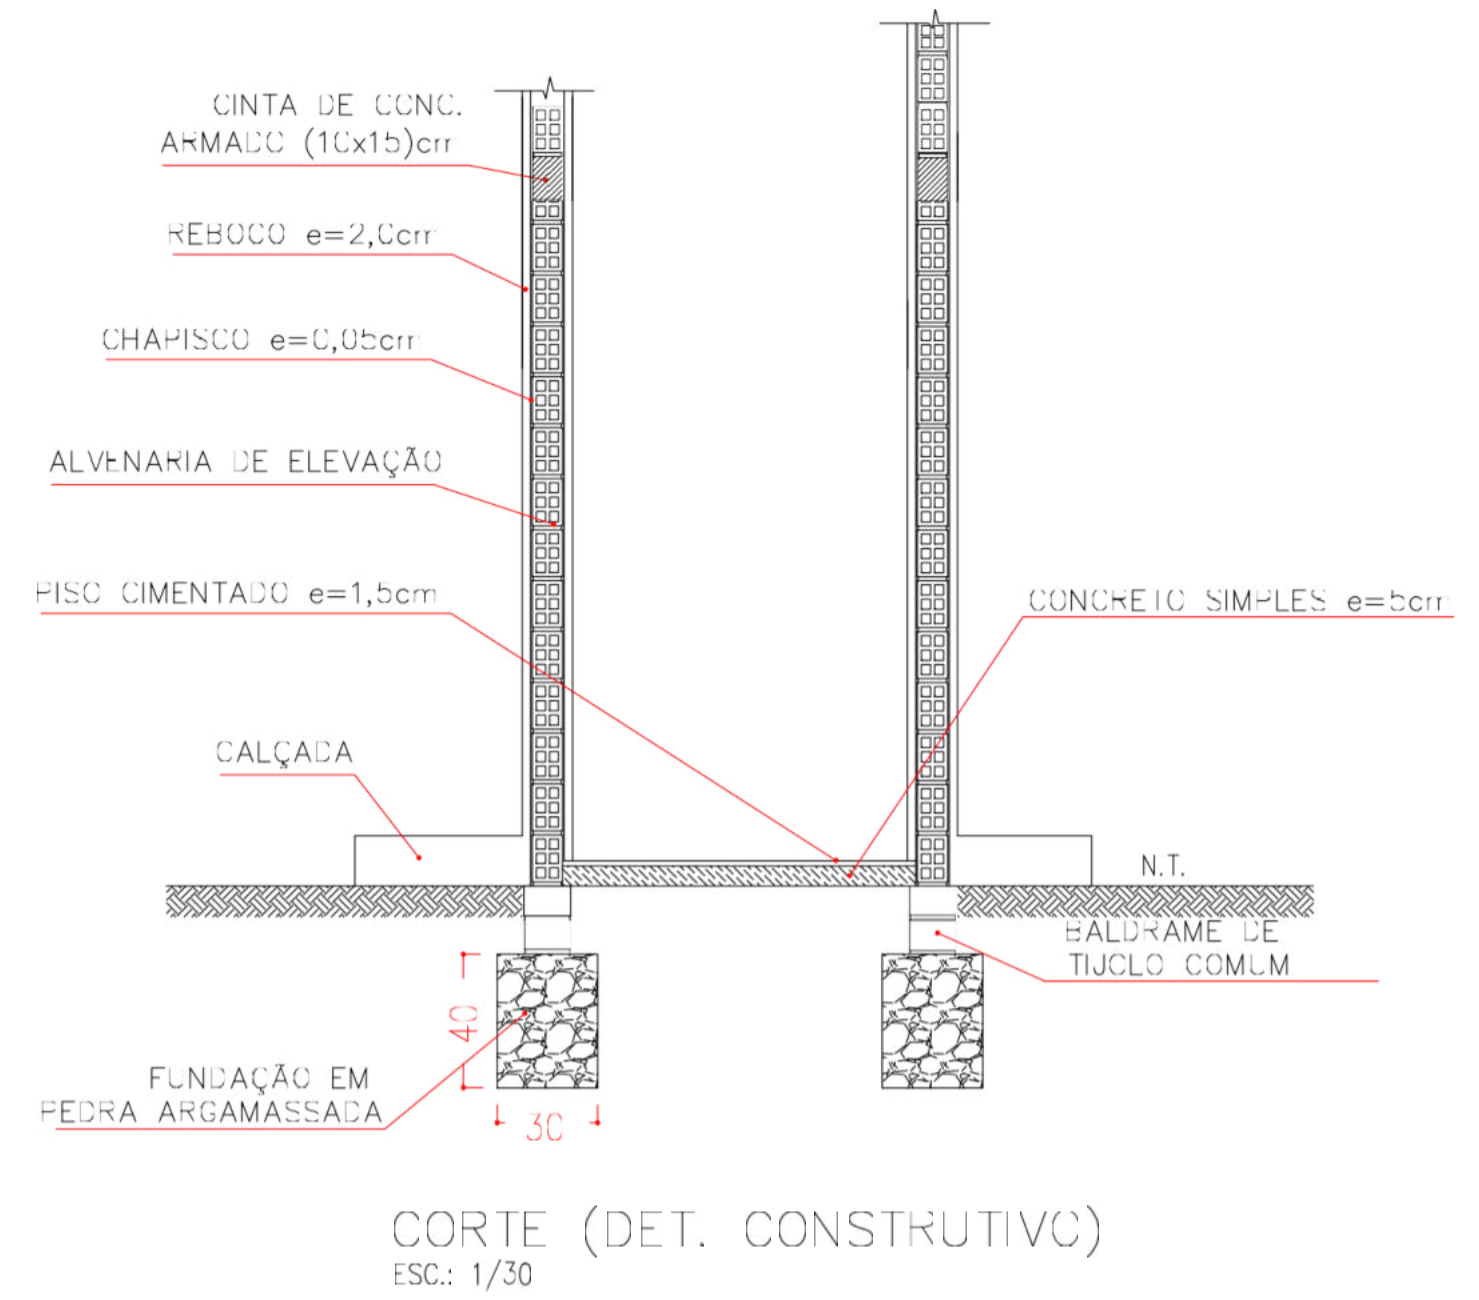 CINTA DE CONC.
ARMADO (10x15)cm
REBOCO e=2,0cm
CHAPISCO e=0,05cm
ALVENARIA DE ELEVAÇÃO
PISO CIMENTADO e=1,5cm
CONCRETO SIMPLES e=5cm
CALÇADA
N.T.
BALDRAME DE
TIJOLO COMUM
40
FUNDAÇÃO EM
PEDRA ARGAMASSADA
30
CORTE (DET. CONSTRUTIVO)
ESC.: 1/30